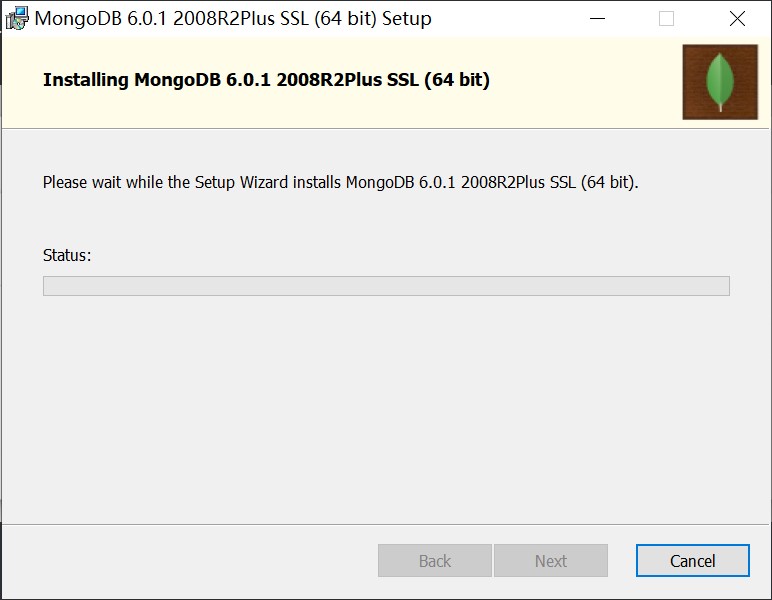 MongoDB 6.0.1 2008R2Plus SSL (64 bit) Setup
Installing MongoDB 6.0.1 2008R2Plus SSL (64 bit)
Please wait while the Setup Wizard installs MongoDB 6.0.1 2008R2Plus SSL (64 bit).
Status:
Back Next Cancel